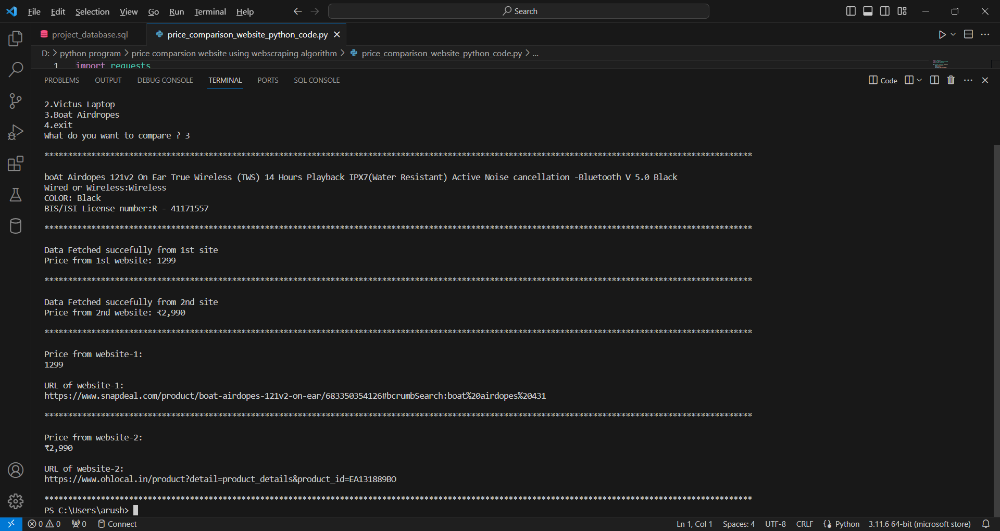 File Edit Selection View Go Run Terminal Help Search
project_database.sql price_comparison_website_python_code.py
D: > python program > price comparsion website using webscraping algorithm > price_comparison_website_python_code.py > ...
1 import requests
PROBLEMS OUTPUT DEBUG CONSOLE TERMINAL PORTS SQL CONSOLE Code
2.Victus Laptop
3.Boat Airdropes
4.exit
What do you want to compare ? 3
*******************************************************************************************************************************************************
boAt Airdopes 121v2 On Ear True Wireless (TWS) 14 Hours Playback IPX7(Water Resistant) Active Noise cancellation -Bluetooth V 5.0 Black
Wired or Wireless:Wireless
COLOR: Black
BIS/ISI License number:R - 41171557
*******************************************************************************************************************************************************
Data Fetched succefully from 1st site
Price from 1st website: 1299
*******************************************************************************************************************************************************
Data Fetched succefully from 2nd site
Price from 2nd website: ₹2,990
*******************************************************************************************************************************************************
Price from website-1:
1299
URL of website-1:
https://www.snapdeal.com/product/boat-airdopes-121v2-on-ear/683350354126#bcrumbSearch:boat%20airdopes%20431
*******************************************************************************************************************************************************
Price from website-2:
₹2,990
URL of website-2:
https://www.ohlocal.in/product?detail=product_details&product_id=EA131889BO
*******************************************************************************************************************************************************
PS C:\Users\arush>
0 0 0 Connect Ln 1, Col 1 Spaces: 4 UTF-8 CRLF Python 3.11.6 64-bit (microsoft store)